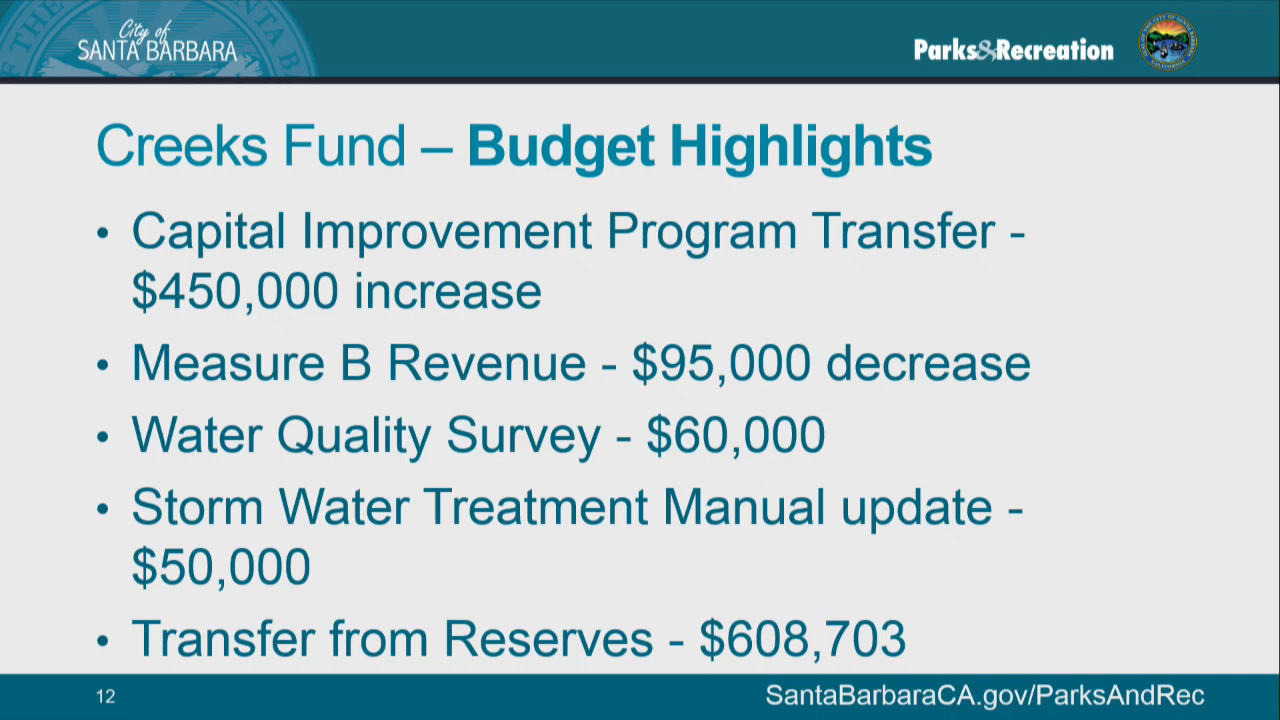 City of
SANTA BARBARA
Parks&Recreation
Creeks Fund – Budget Highlights
• Capital Improvement Program Transfer -
$450,000 increase
• Measure B Revenue - $95,000 decrease
• Water Quality Survey - $60,000
• Storm Water Treatment Manual update -
$50,000
• Transfer from Reserves - $608,703
12
SantaBarbaraCA.gov/ParksAndRec